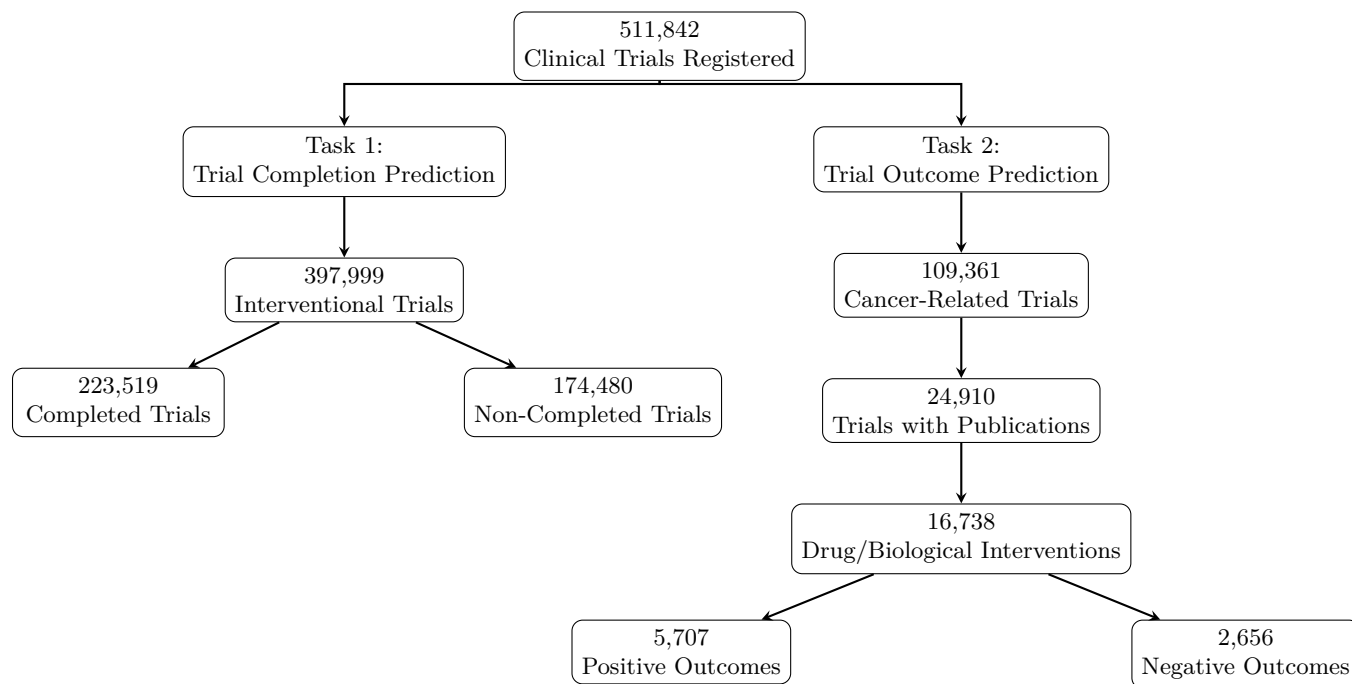 511,842
Clinical Trials Registered
Task 1:
Trial Completion Prediction
Task 2:
Trial Outcome Prediction
397,999
Interventional Trials
109,361
Cancer-Related Trials
223,519
Completed Trials
174,480
Non-Completed Trials
24,910
Trials with Publications
16,738
Drug/Biological Interventions
5,707
Positive Outcomes
2,656
Negative Outcomes